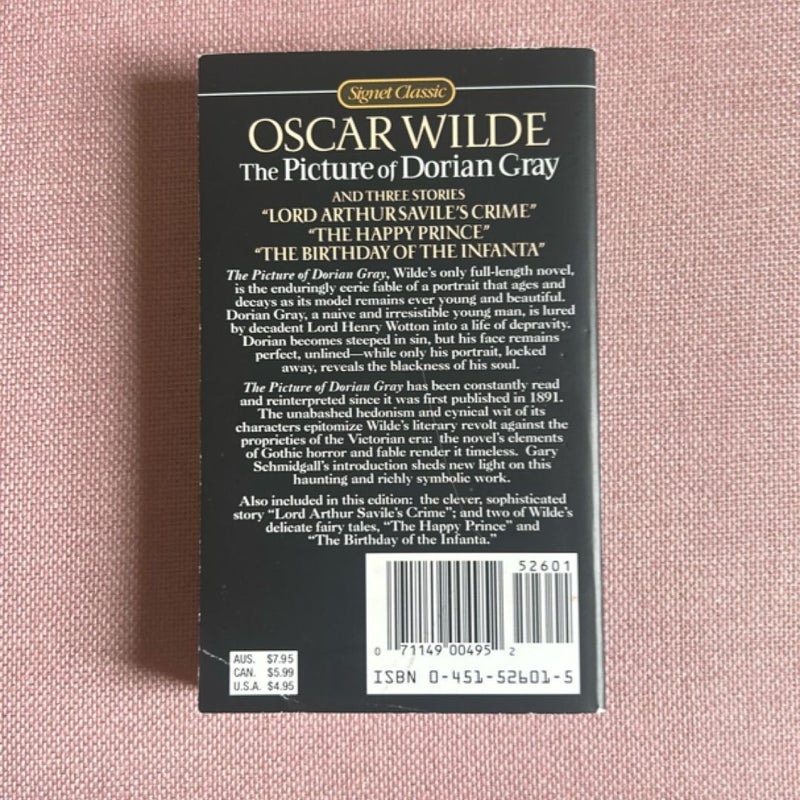 Signet Classic
OSCAR WILDE
The Picture of Dorian Gray
AND THREE STORIES
"LORD ARTHUR SAVILE'S CRIME"
"THE HAPPY PRINCE"
"THE BIRTHDAY OF THE INFANTA"
The Picture of Dorian Gray, Wilde's only full-length novel,
is the enduringly eerie fable of a portrait that ages and
decays as its model remains ever young and beautiful.
Dorian Gray, a naive and irresistible young man, is lured
by decadent Lord Henry Wotton into a life of depravity.
Dorian becomes steeped in sin, but his face remains
perfect, unlined—while only his portrait, locked
away, reveals the blackness of his soul.
The Picture of Dorian Gray has been constantly read
and reinterpreted since it was first published in 1891.
The unabashed hedonism and cynical wit of its
characters epitomize Wilde's literary revolt against the
proprieties of the Victorian era: the novel's elements
of Gothic horror and fable render it timeless. Gary
Schmidgall's introduction sheds new light on this
haunting and richly symbolic work.
Also included in this edition: the clever, sophisticated
story "Lord Arthur Savile's Crime"; and two of Wilde's
delicate fairy tales, "The Happy Prince" and
"The Birthday of the Infanta."
52601
0 71149 00495 2
ISBN 0-451-52601-5
AUS. $7.95
CAN. $5.99
U.S.A. $4.95